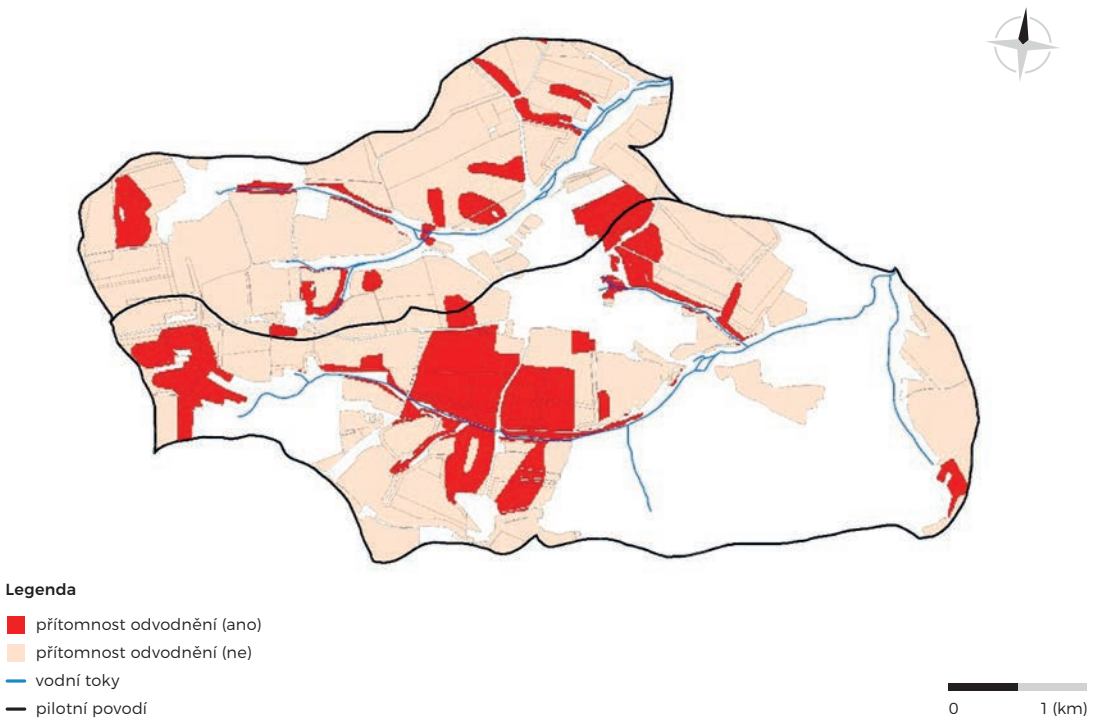 Legenda
přítomnost odvodnění (ano)
přítomnost odvodnění (ne)
vodní toky
pilotní povodí
0 1 (km)